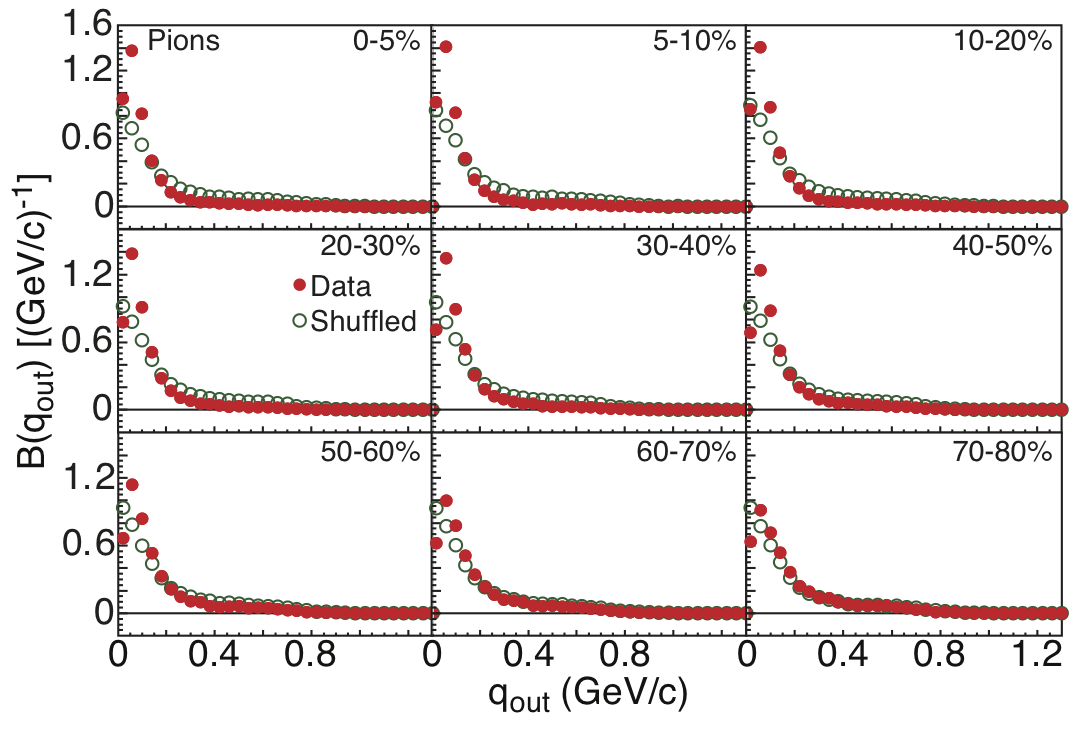 1.6
Pions 0-5% 5-10% 10-20%
1.2
0.6
0
20-30% 30-40% 40-50%
1.2
Data
Shuffled
0.6
0
50-60% 60-70% 70-80%
1.2
0.6
0
0 0.4 0.8 0 0.4 0.8 0 0.4 0.8 1.2
q_out (GeV/c)
B(q_out) [(GeV/c)^-1]